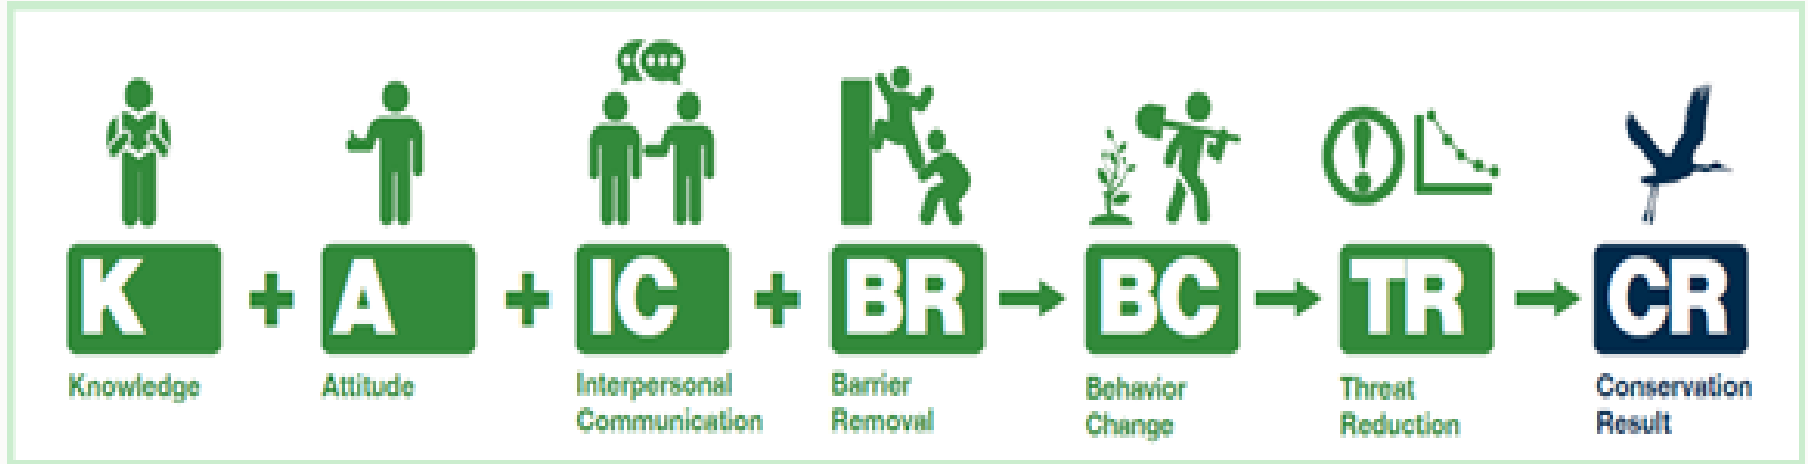 K + A + IC + BR → BC → TR → CR
Knowledge
Attitude
Interpersonal
Communication
Barrier
Removal
Behavior
Change
Threat
Reduction
Conservation
Result